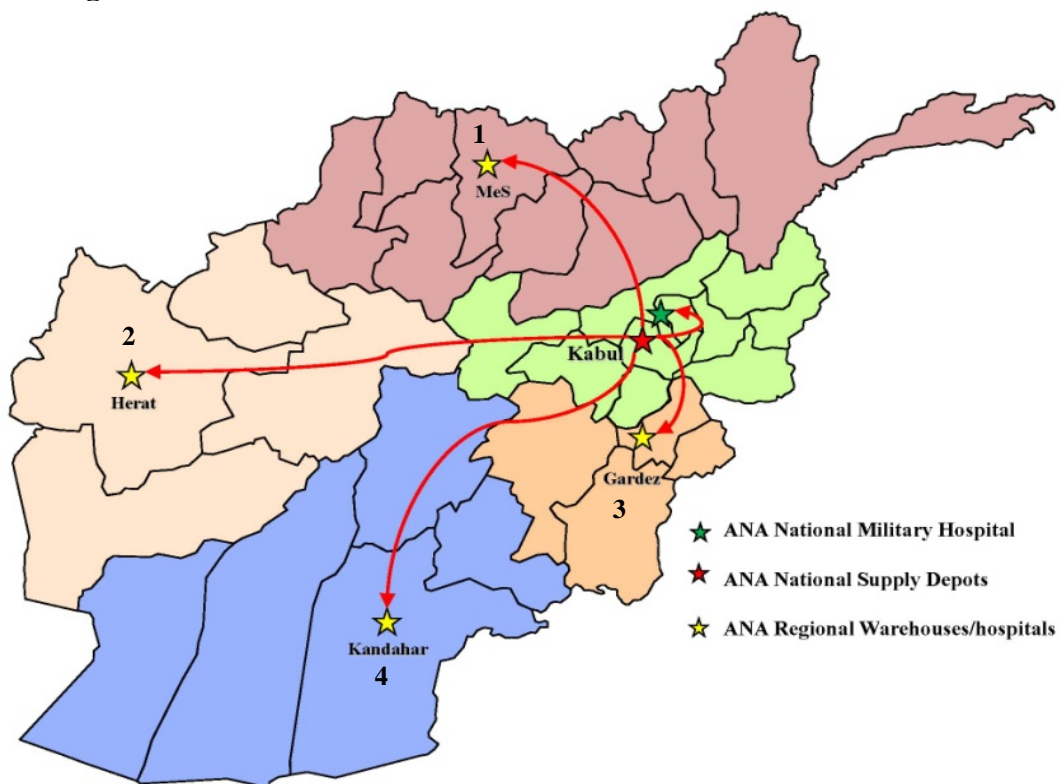 1
MeS
2
Herat
Kabul
Gardez
3
Kandahar
4
ANA National Military Hospital
ANA National Supply Depots
ANA Regional Warehouses/hospitals